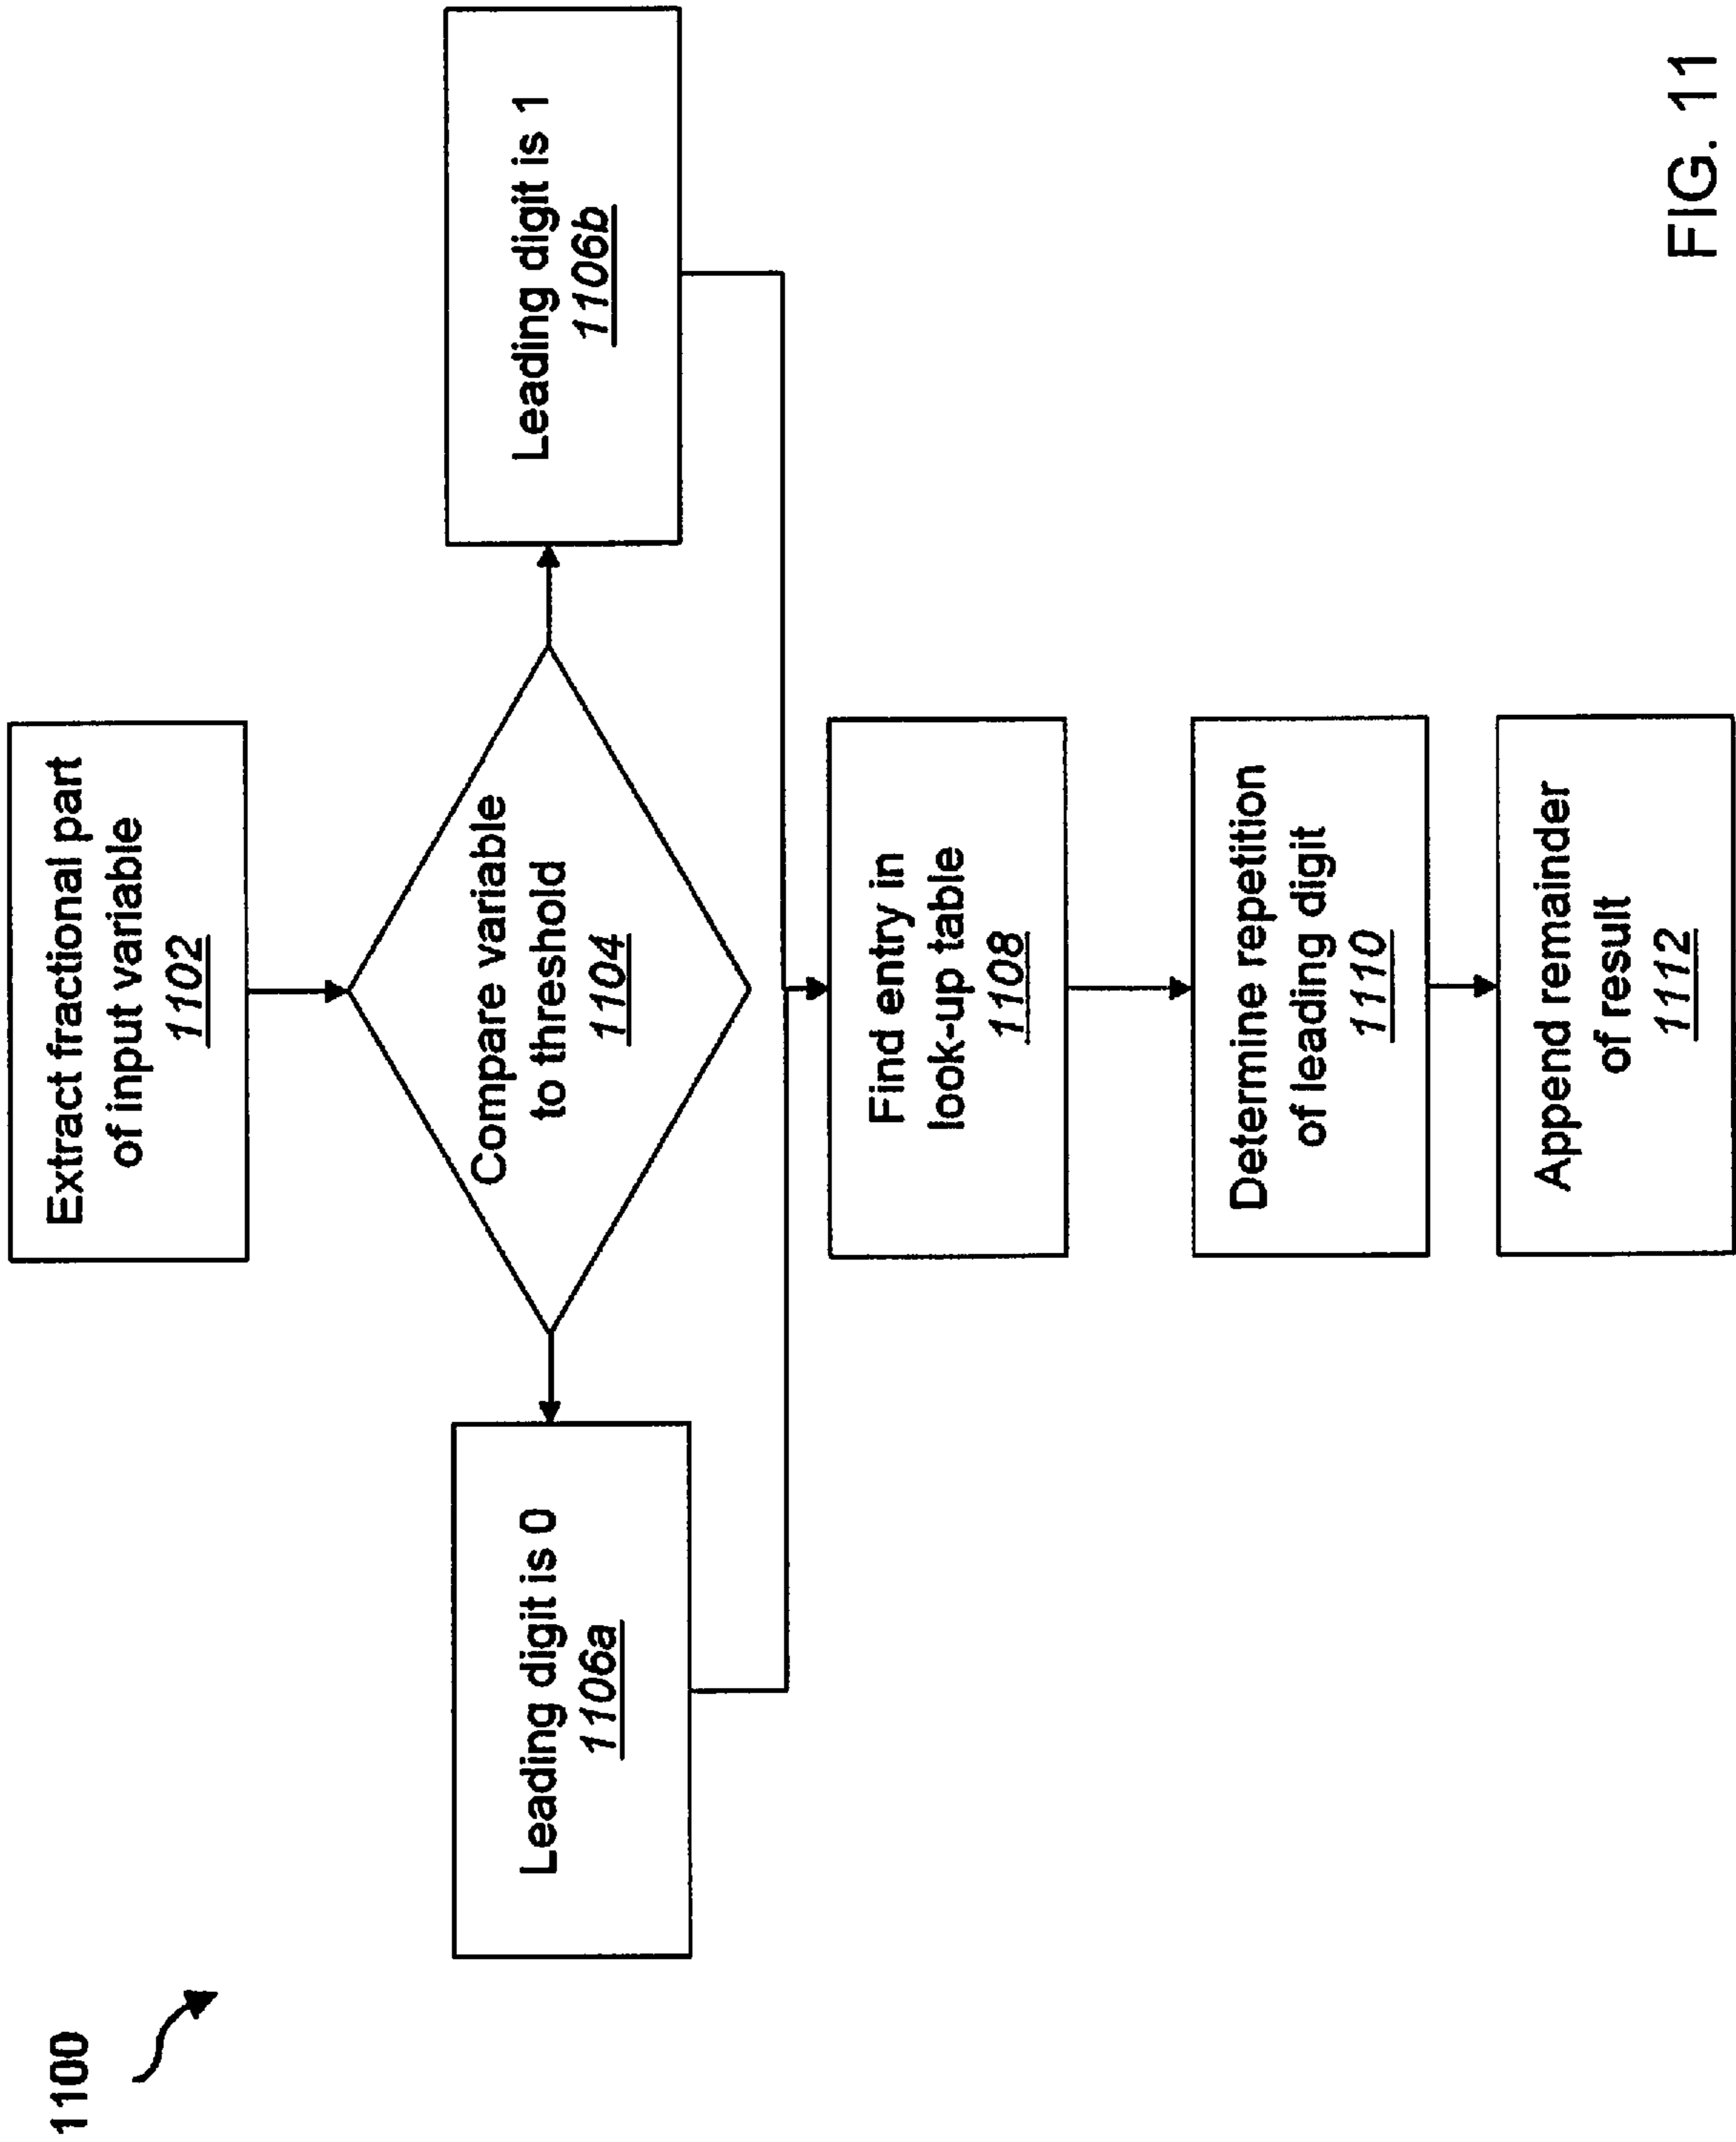 1100
Extract fractional part
of input variable
1102
Compare variable
to threshold
1104
Leading digit is 0
1106a
Leading digit is 1
1106b
Find entry in
look-up table
1108
Determine repetition
of leading digit
1110
Append remainder
of result
1112
FIG. 11